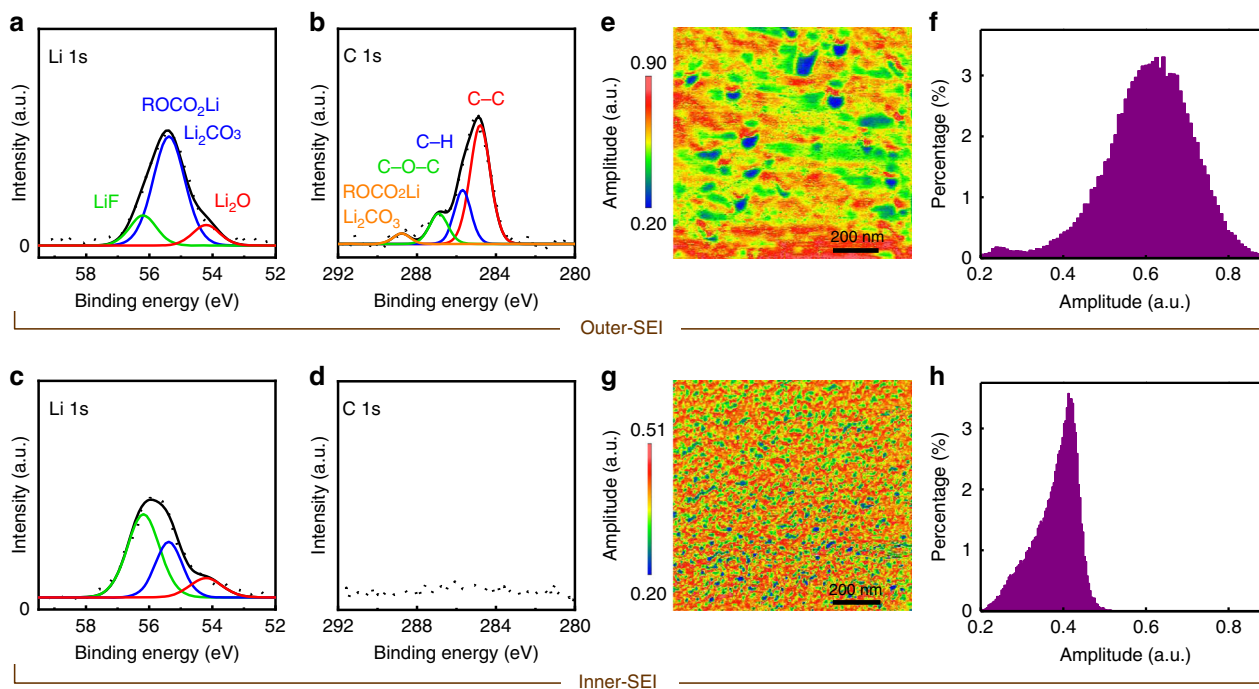 a
Li 1s
ROCO₂Li
Li₂CO₃
LiF
Li₂O
Intensity (a.u.)
0
58 56 54 52
Binding energy (eV)
b
C 1s
C–C
C–H
C–O–C
ROCO₂Li
Li₂CO₃
Intensity (a.u.)
292 288 284 280
Binding energy (eV)
e
0.90
Amplitude (a.u.)
0.20
200 nm
f
Percentage (%)
3
2
1
0
0.2 0.4 0.6 0.8
Amplitude (a.u.)
Outer-SEI
c
Li 1s
Intensity (a.u.)
0
58 56 54 52
Binding energy (eV)
d
C 1s
Intensity (a.u.)
292 288 284 280
Binding energy (eV)
g
0.51
Amplitude (a.u.)
0.20
200 nm
h
Percentage (%)
3
2
1
0
0.2 0.4 0.6 0.8
Amplitude (a.u.)
Inner-SEI